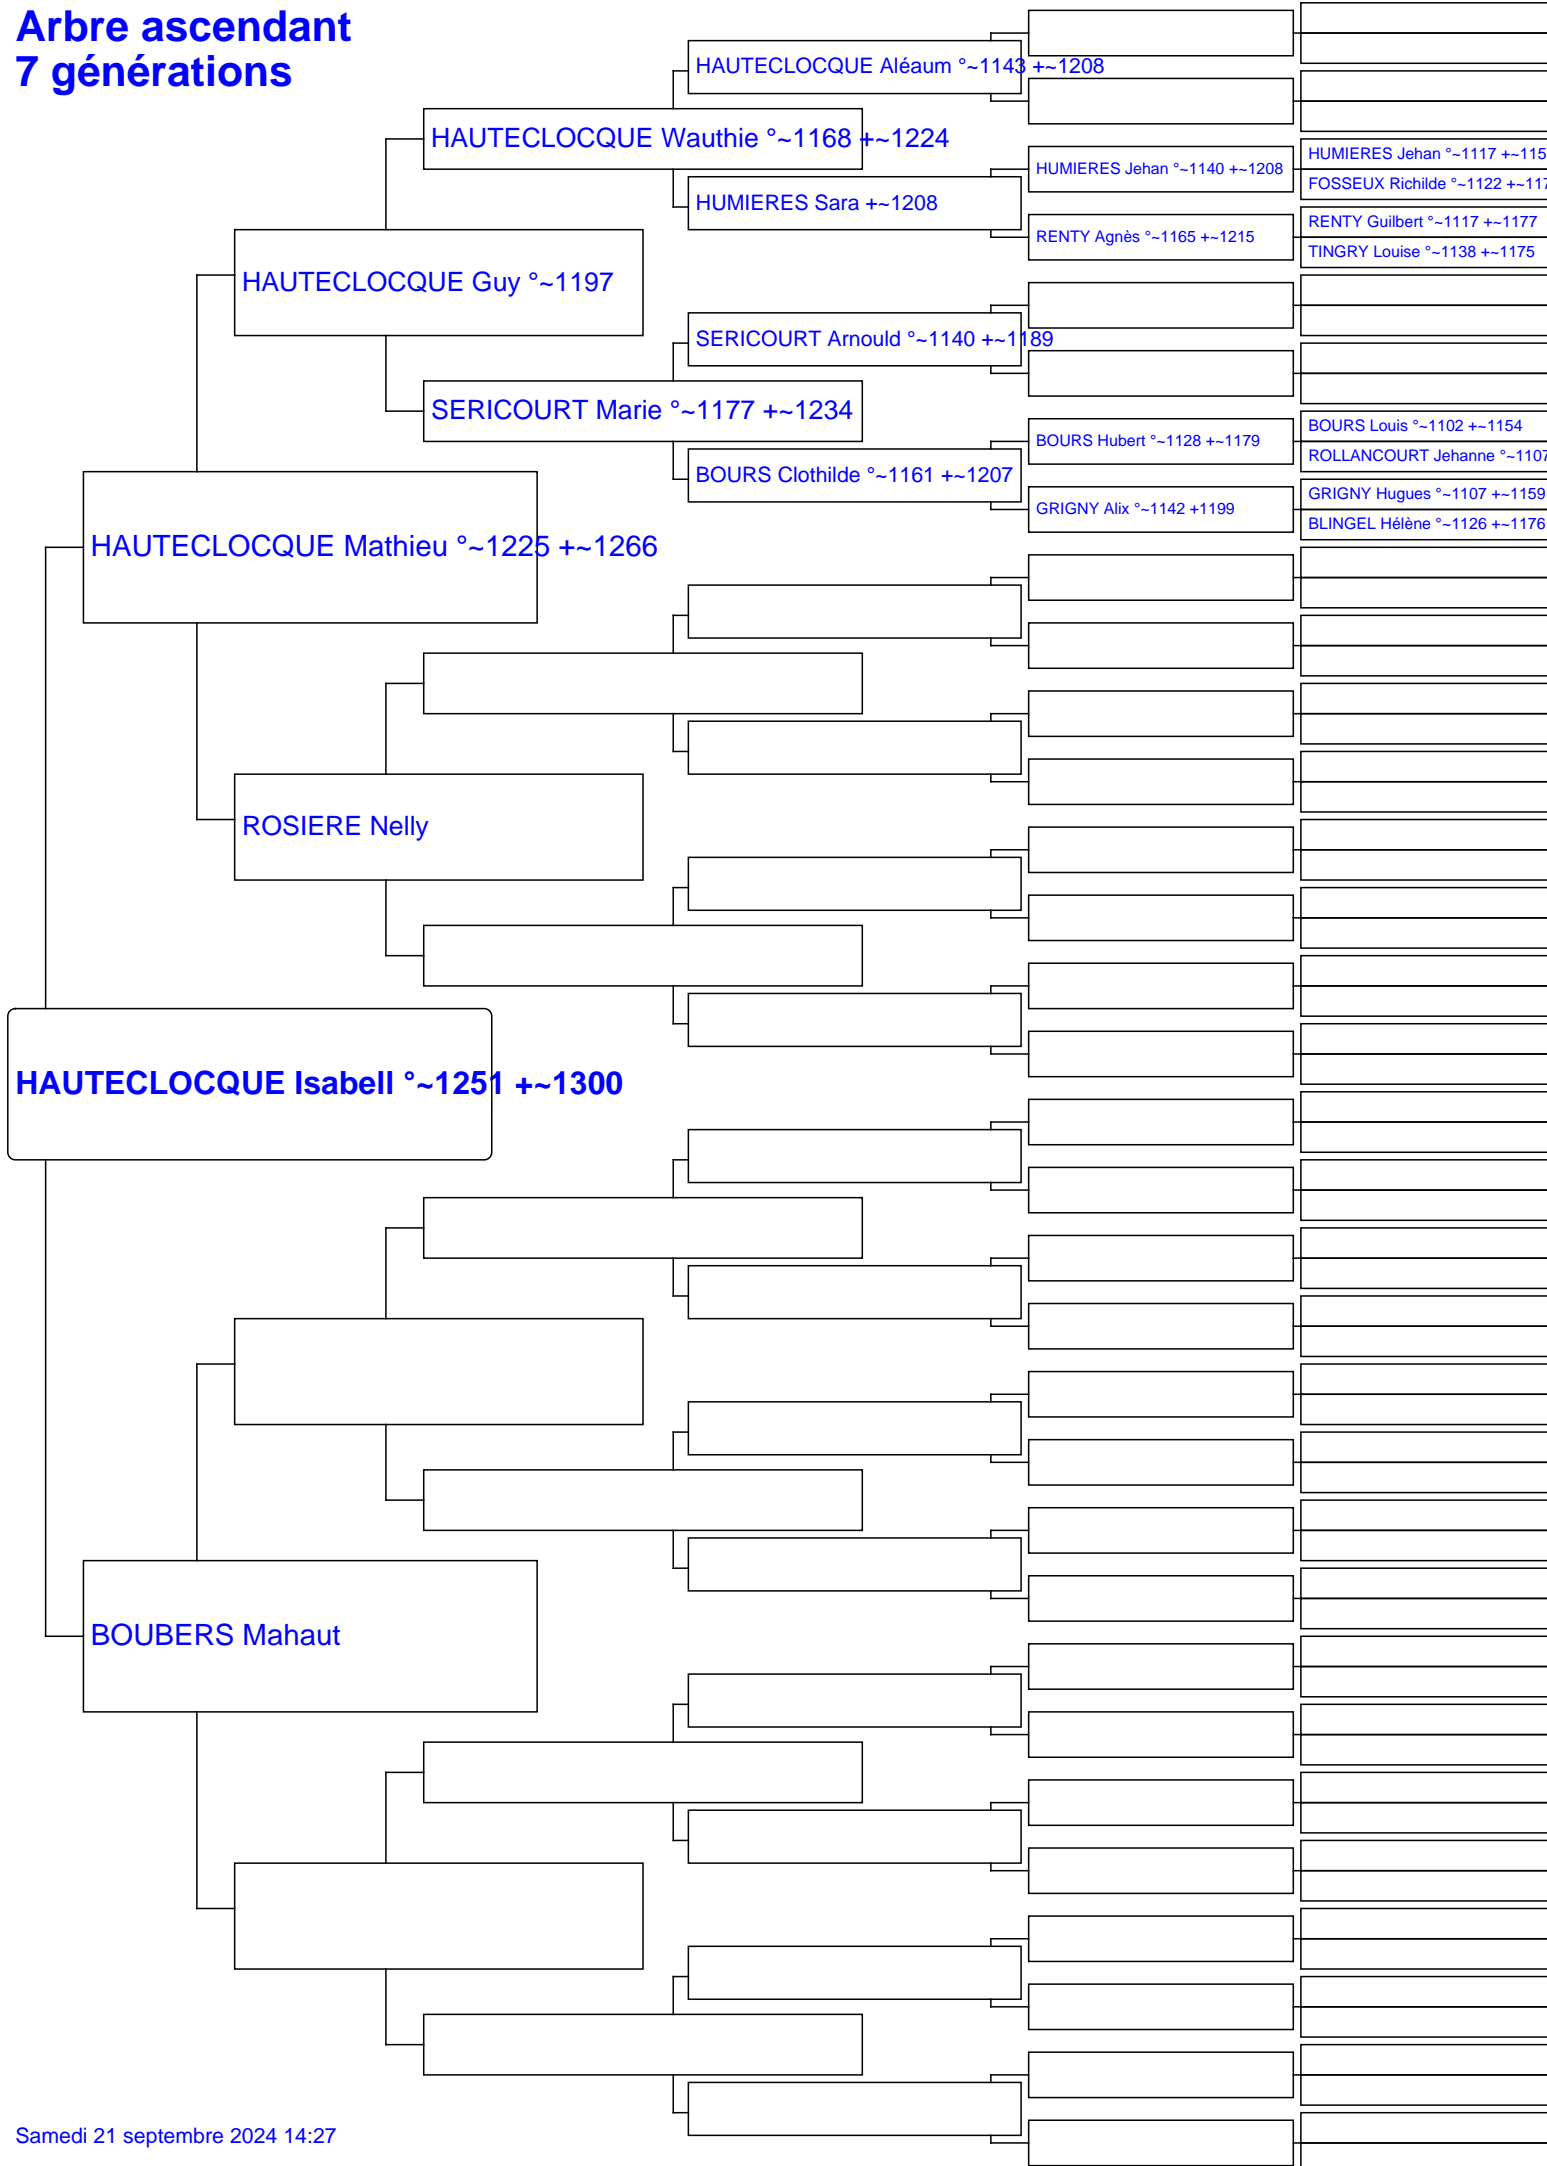 Arbre ascendant
7 générations
HAUTECLOCQUE Aléaum °~1143 +~1208
HAUTECLOCQUE Wauthie °~1168 +~1224
HUMIERES Jehan °~1117 +~115
HUMIERES Jehan °~1140 +~1208
FOSSEUX Richilde °~1122 +~117
HUMIERES Sara +~1208
RENTY Guilbert °~1117 +~1177
RENTY Agnès °~1165 +~1215
TINGRY Louise °~1138 +~1175
HAUTECLOCQUE Guy °~1197
SERICOURT Arnould °~1140 +~1189
SERICOURT Marie °~1177 +~1234
BOURS Louis °~1102 +~1154
BOURS Hubert °~1128 +~1179
ROLLANCOURT Jehanne °~1107
BOURS Clothilde °~1161 +~1207
GRIGNY Hugues °~1107 +~1159
GRIGNY Alix °~1142 +1199
BLINGEL Hélène °~1126 +~1176
HAUTECLOCQUE Mathieu °~1225 +~1266
ROSIERE Nelly
HAUTECLOCQUE Isabell °~1251 +~1300
BOUBERS Mahaut
Samedi 21 septembre 2024 14:27